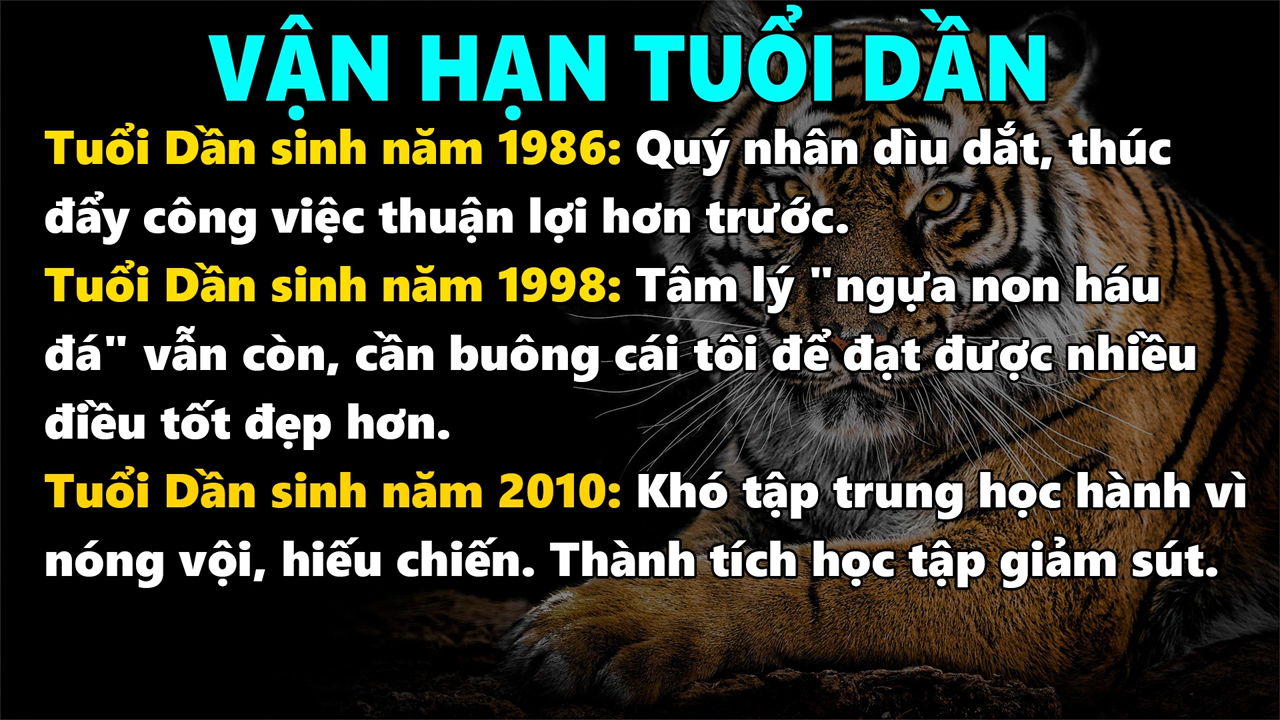 VẬN HẠN TUỔI DẦN
Tuổi Dần sinh năm 1986: Quý nhân dìu dắt, thúc
đẩy công việc thuận lợi hơn trước.
Tuổi Dần sinh năm 1998: Tâm lý "ngựa non háu
đá" vẫn còn, cần buông cái tôi để đạt được nhiều
điều tốt đẹp hơn.
Tuổi Dần sinh năm 2010: Khó tập trung học hành vì
nóng vội, hiếu chiến. Thành tích học tập giảm sút.